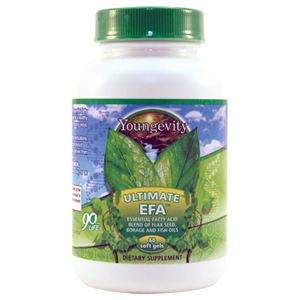 Youngevity
ULTIMATE
EFA
ESSENTIAL FATTY ACID
BLEND OF FLAX SEED,
BORAGE AND FISH OILS
60
soft gels
90
LIFE
DIETARY SUPPLEMENT